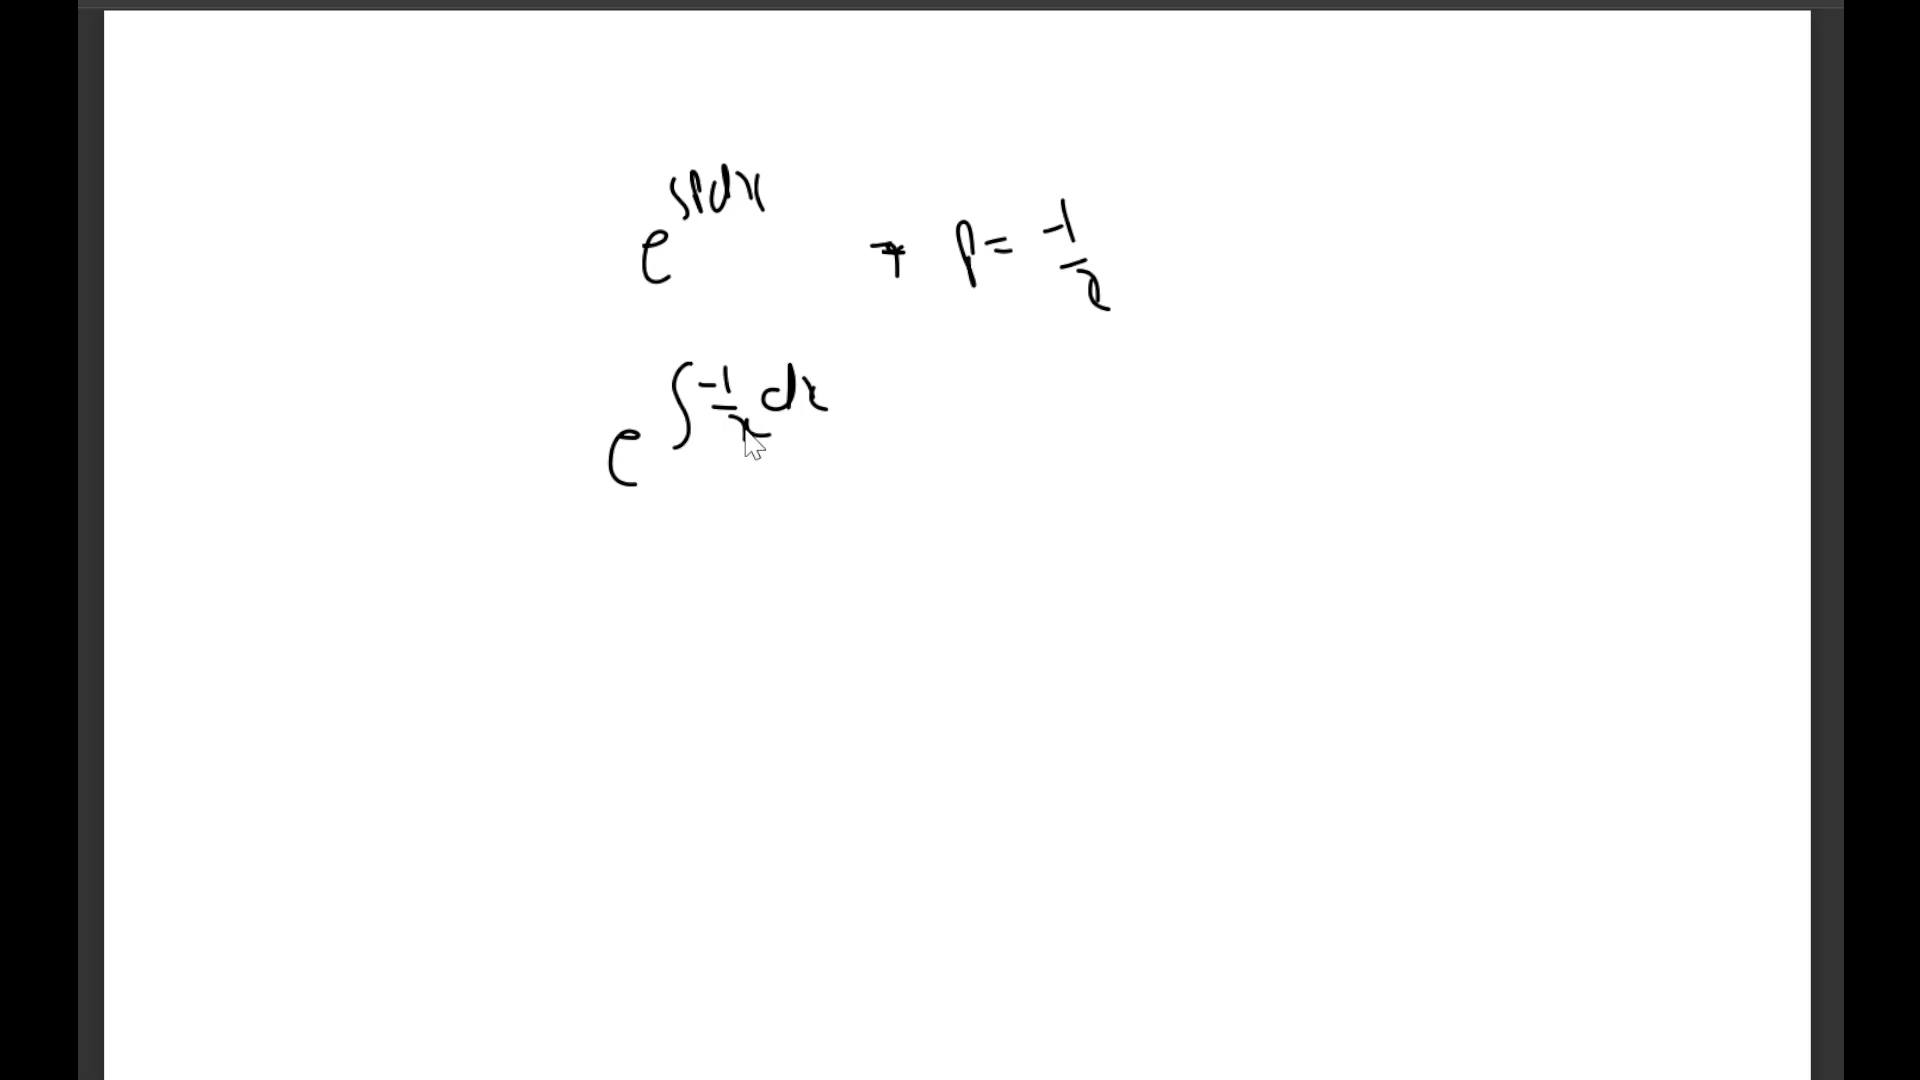 e^{∫Pdx} → P = -1/x
e^{∫ -1/x dx}